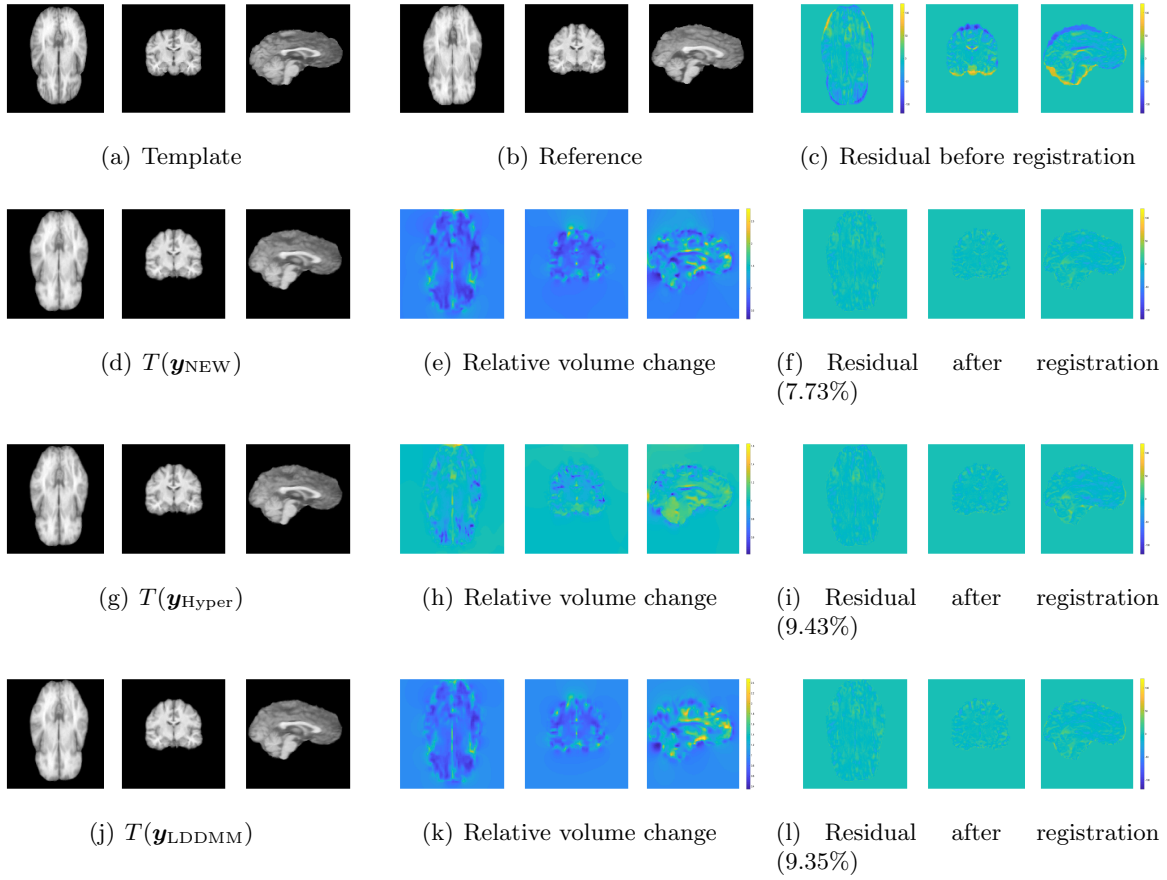 (a) Template
(b) Reference
(c) Residual before registration
(d) T(y_NEW)
(e) Relative volume change
(f) Residual after registration
(7.73%)
(g) T(y_Hyper)
(h) Relative volume change
(i) Residual after registration
(9.43%)
(j) T(y_LDDMM)
(k) Relative volume change
(l) Residual after registration
(9.35%)